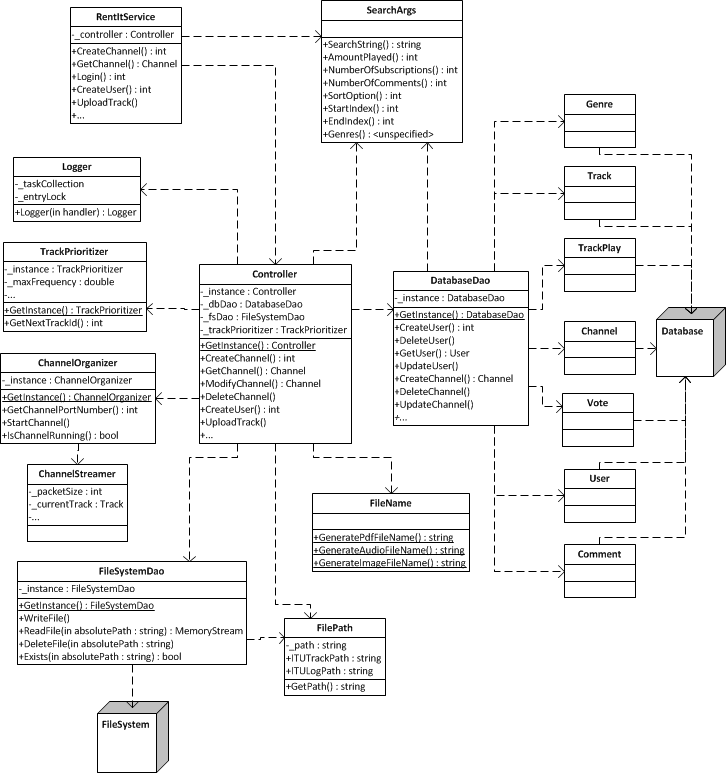 RentItService
-_controller : Controller
+CreateChannel() : int
+GetChannel() : Channel
+Login() : int
+CreateUser() : int
+UploadTrack()
+...
SearchArgs
+SearchString() : string
+AmountPlayed() : int
+NumberOfSubscriptions() : int
+NumberOfComments() : int
+SortOption() : int
+StartIndex() : int
+EndIndex() : int
+Genres() : <unspecified>
Logger
-_taskCollection
-_entryLock
+Logger(in handler) : Logger
TrackPrioritizer
-_instance : TrackPrioritizer
-_maxFrequency : double
-...
+GetInstance() : TrackPrioritizer
+GetNextTrackId() : int
ChannelOrganizer
-_instance : ChannelOrganizer
+GetInstance() : ChannelOrganizer
+GetChannelPortNumber() : int
+StartChannel()
+IsChannelRunning() : bool
ChannelStreamer
-_packetSize : int
-_currentTrack : Track
-...
Controller
-_instance : Controller
-_dbDao : DatabaseDao
-_fsDao : FileSystemDao
-_trackPrioritizer : TrackPrioritizer
+GetInstance() : Controller
+CreateChannel() : int
+GetChannel() : Channel
+ModifyChannel() : Channel
+DeleteChannel()
+CreateUser() : int
+UploadTrack()
+...
DatabaseDao
-_instance : DatabaseDao
+GetInstance() : DatabaseDao
+CreateUser() : int
+DeleteUser()
+GetUser() : User
+UpdateUser()
+CreateChannel() : Channel
+DeleteChannel()
+UpdateChannel()
+...
Genre
Track
TrackPlay
Channel
Vote
User
Comment
Database
FileName
+GeneratePdfFileName() : string
+GenerateAudioFileName() : string
+GenerateImageFileName() : string
FileSystemDao
-_instance : FileSystemDao
+GetInstance() : FileSystemDao
+WriteFile()
+ReadFile(in absolutePath : string) : MemoryStream
+DeleteFile(in absolutePath : string)
+Exists(in absolutePath : string) : bool
FilePath
-_path : string
+ITUTrackPath : string
+ITULogPath : string
+GetPath() : string
FileSystem